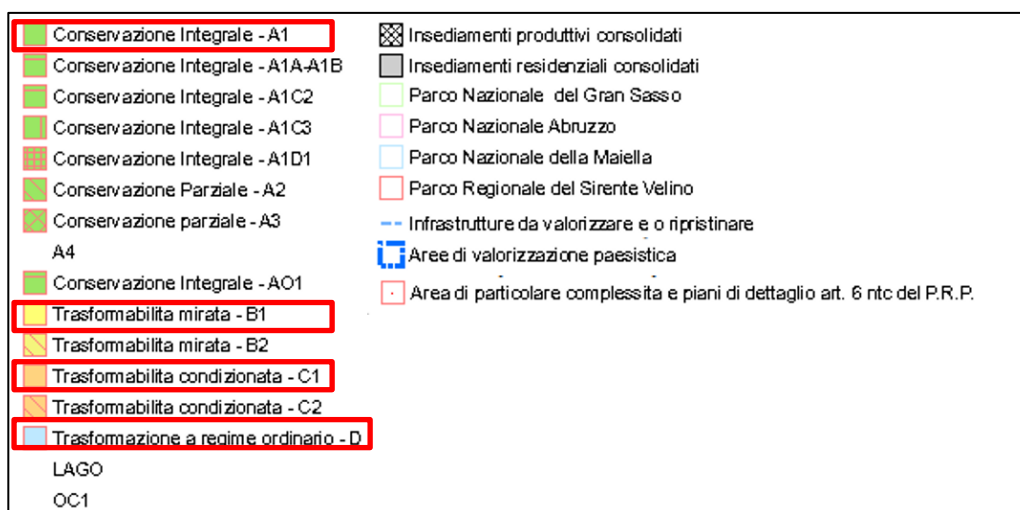 Conservazione Integrale - A1
Conservazione Integrale - A1A-A1B
Conservazione Integrale - A1C2
Conservazione Integrale - A1C3
Conservazione Integrale - A1D1
Conservazione Parziale - A2
Conservazione parziale - A3
A4
Conservazione Integrale - AO1
Trasformabilita mirata - B1
Trasformabilita mirata - B2
Trasformabilita condizionata - C1
Trasformabilita condizionata - C2
Trasformazione a regime ordinario - D
LAGO
OC1
Insediamenti produttivi consolidati
Insediamenti residenziali consolidati
Parco Nazionale del Gran Sasso
Parco Nazionale Abruzzo
Parco Nazionale della Maiella
Parco Regionale del Sirente Velino
Infrastrutture da valorizzare e o ripristinare
Aree di valorizzazione paesistica
Area di particolare complessita e piani di dettaglio art. 6 ntc del P.R.P.